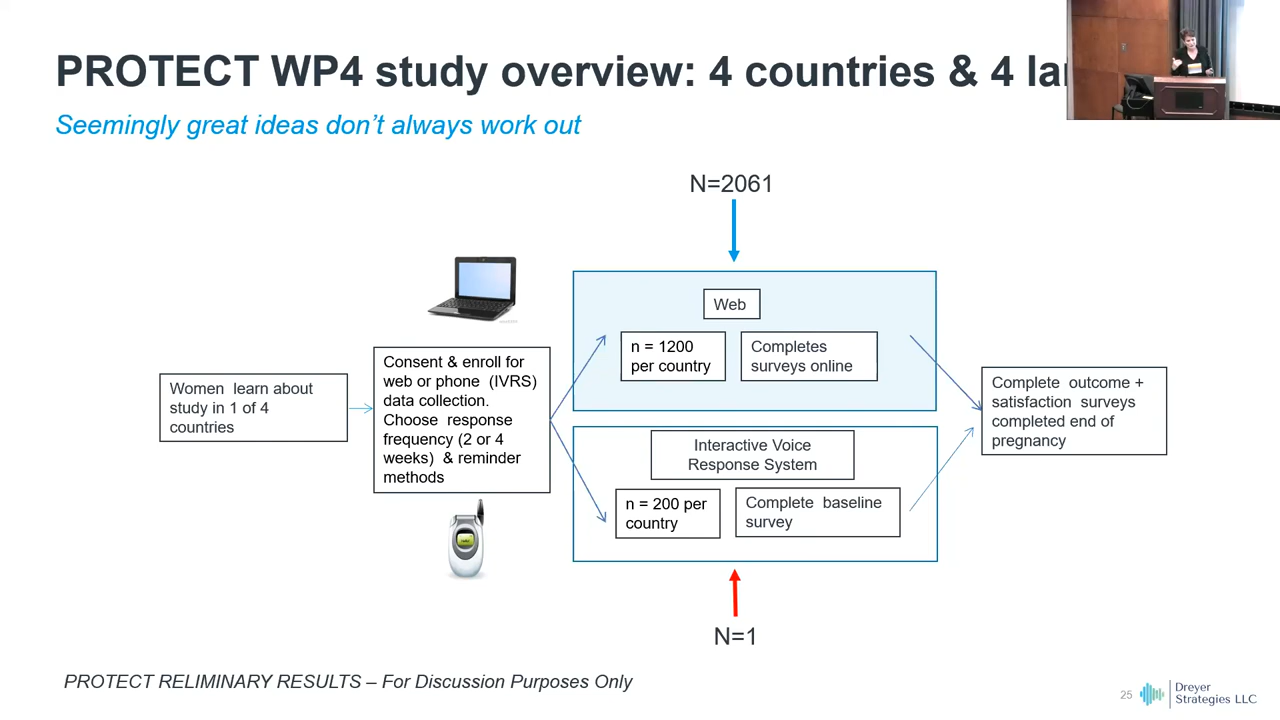 PROTECT WP4 study overview: 4 countries & 4 la
Seemingly great ideas don't always work out
N=2061
Web
n = 1200
per country
Completes
surveys online
Women learn about
study in 1 of 4
countries
Consent & enroll for
web or phone (IVRS)
data collection.
Choose response
frequency (2 or 4
weeks) & reminder
methods
Interactive Voice
Response System
n = 200 per
country
Complete baseline
survey
Complete outcome +
satisfaction surveys
completed end of
pregnancy
N=1
PROTECT RELIMINARY RESULTS – For Discussion Purposes Only
25
Dreyer
Strategies LLC